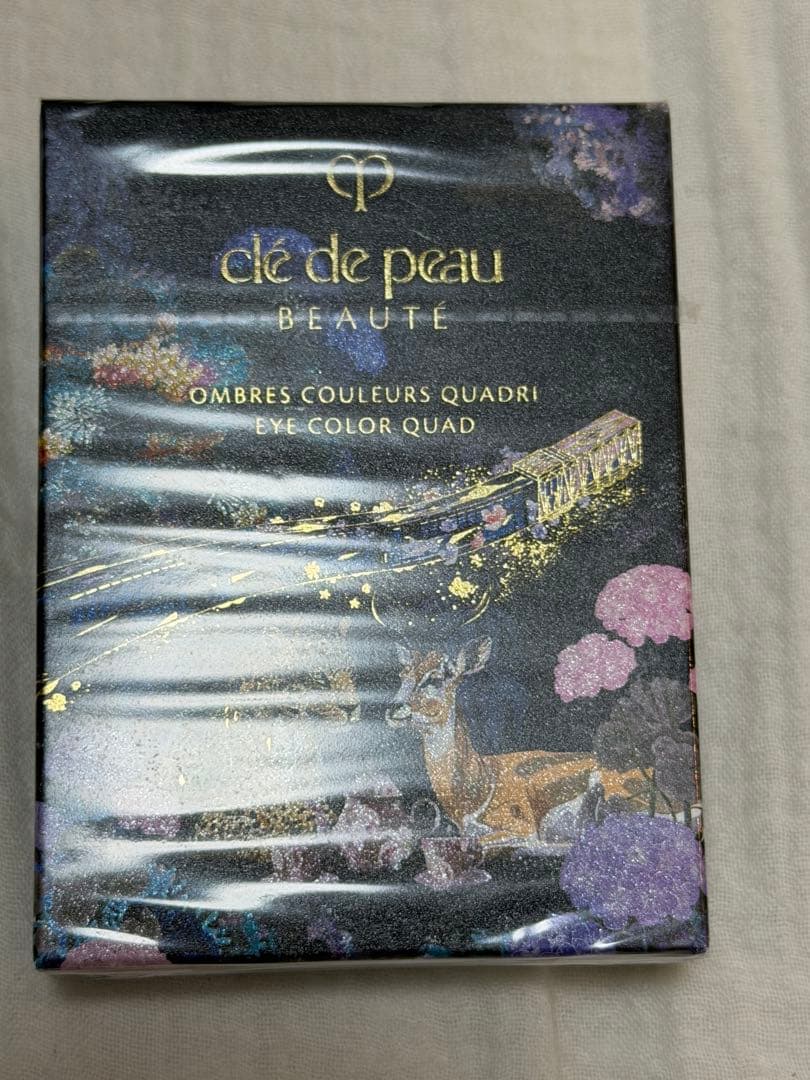 clé de peau
BEAUTÉ
OMBRES COULEURS QUADRI
EYE COLOR QUAD